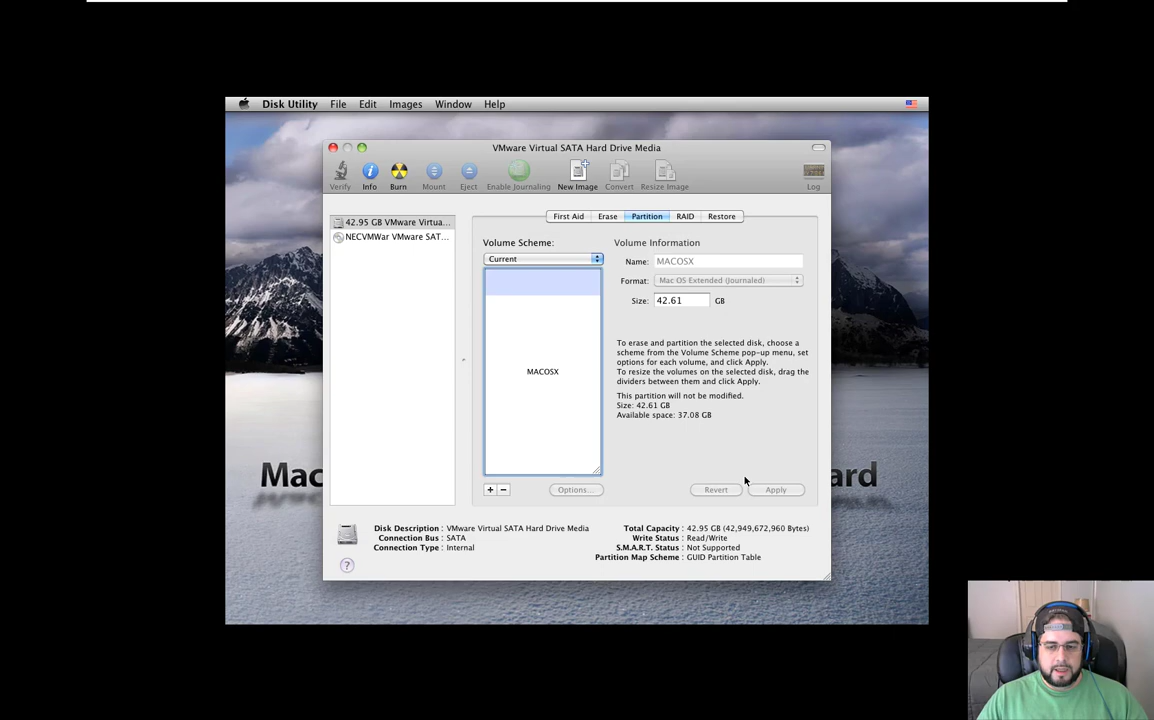 Disk Utility File Edit Images Window Help
VMware Virtual SATA Hard Drive Media
Verify Info Burn Mount Eject Enable Journaling New Image Convert Resize Image Log
42.95 GB VMware Virtua...
NECVMWar VMware SAT...
First Aid Erase Partition RAID Restore
Volume Scheme:
Current
MACOSX
+ −
Options...
Volume Information
Name: MACOSX
Format: Mac OS Extended (Journaled)
Size: 42.61 GB
To erase and partition the selected disk, choose a
scheme from the Volume Scheme pop-up menu, set
options for each volume, and click Apply.
To resize the volumes on the selected disk, drag the
dividers between them and click Apply.
This partition will not be modified.
Size: 42.61 GB
Available space: 37.08 GB
Revert Apply
Mac
ard
Disk Description : VMware Virtual SATA Hard Drive Media
Connection Bus : SATA
Connection Type : Internal
Total Capacity : 42.95 GB (42,949,672,960 Bytes)
Write Status : Read/Write
S.M.A.R.T. Status : Not Supported
Partition Map Scheme : GUID Partition Table
?